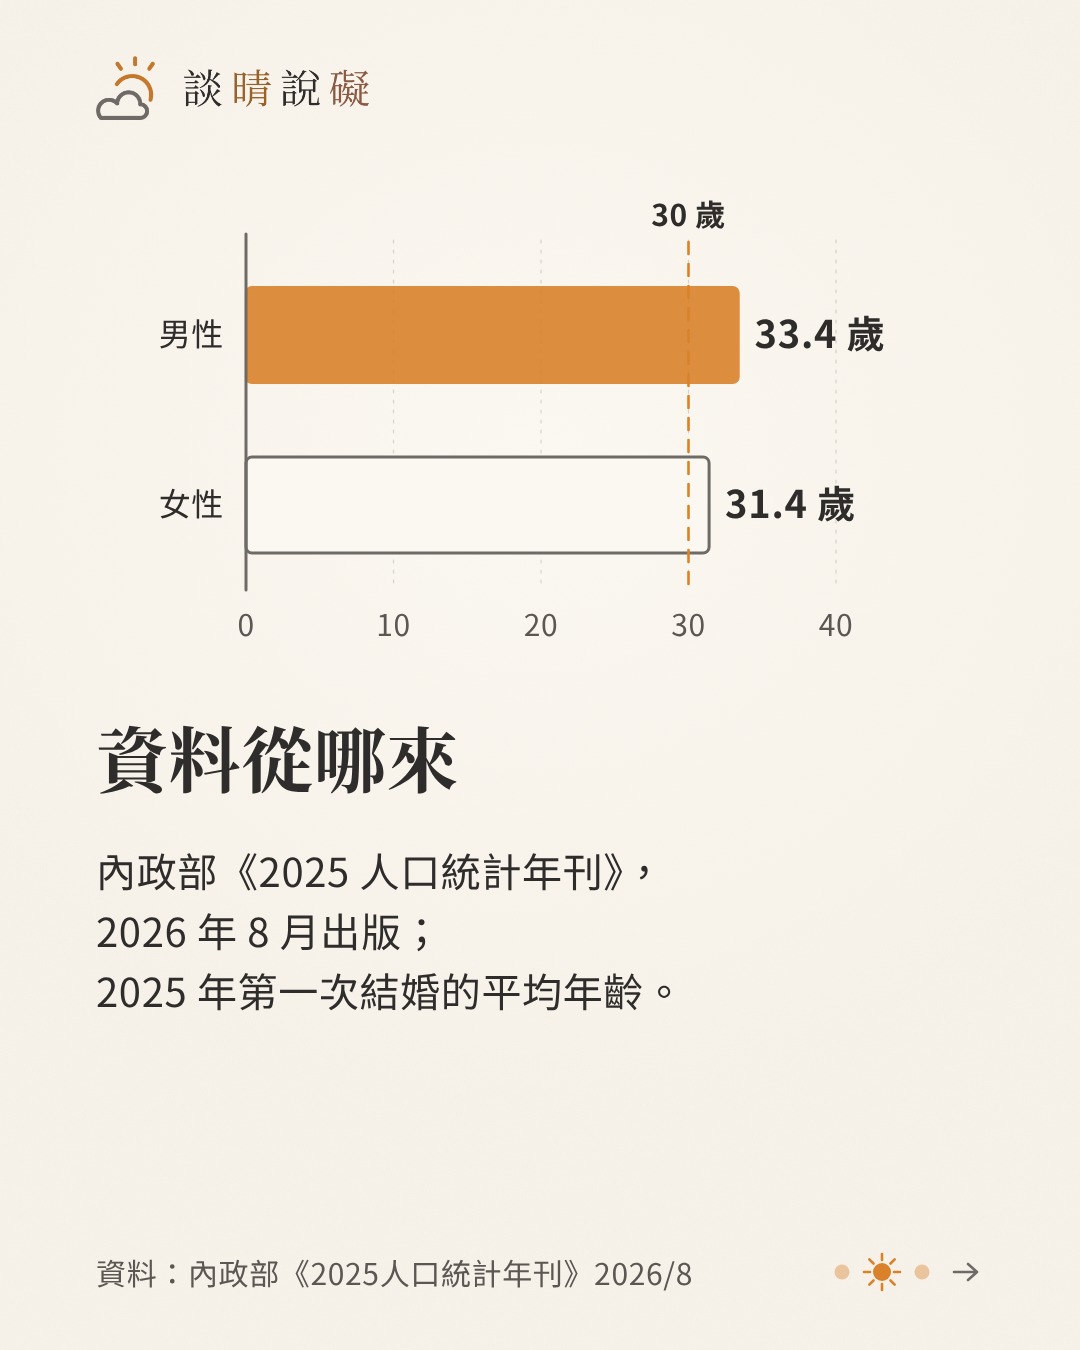 談晴說礙
30 歲
男性
33.4 歲
女性
31.4 歲
0 10 20 30 40
資料從哪來
內政部《2025 人口統計年刊》，
2026 年 8 月出版；
2025 年第一次結婚的平均年齡。
資料：內政部《2025人口統計年刊》2026/8